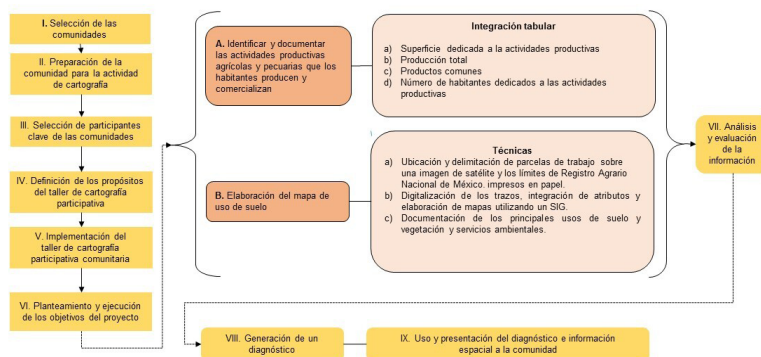 I. Selección de las
comunidades
II. Preparación de la
comunidad para la actividad
de cartografía
III. Selección de participantes
clave de las comunidades
IV. Definición de los propósitos
del taller de cartografía
participativa
V. Implementación del
taller de cartografía
participativa comunitaria
VI. Planteamiento y ejecución
de los objetivos del proyecto
A. Identificar y documentar
las actividades productivas
agrícolas y pecuarias que los
habitantes producen y
comercializan
Integración tabular
a) Superficie dedicada a la actividades productivas
b) Producción total
c) Productos comunes
d) Número de habitantes dedicados a las actividades
productivas
B. Elaboración del mapa de
uso de suelo
Técnicas
a) Ubicación y delimitación de parcelas de trabajo sobre
una imagen de satélite y los límites de Registro Agrario
Nacional de México. impresos en papel.
b) Digitalización de los trazos, integración de atributos y
elaboración de mapas utilizando un SIG.
c) Documentación de los principales usos de suelo y
vegetación y servicios ambientales.
VII. Análisis
y evaluación
de la
información
VIII. Generación de un
diagnóstico
IX. Uso y presentación del diagnóstico e información
espacial a la comunidad